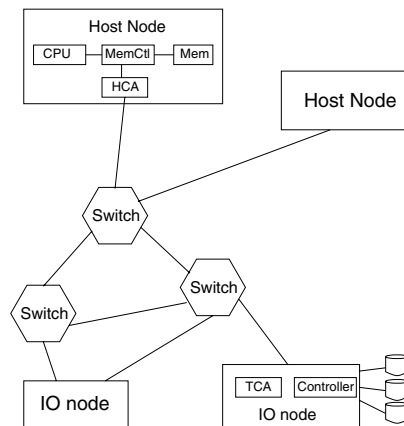 Host Node
CPU MemCtl Mem
HCA
Host Node
Switch
Switch
Switch
IO node
TCA Controller
IO node